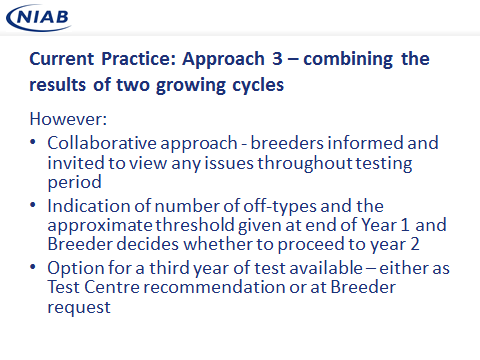 NIAB
Current Practice: Approach 3 – combining the
results of two growing cycles
However:
• Collaborative approach - breeders informed and
invited to view any issues throughout testing
period
• Indication of number of off-types and the
approximate threshold given at end of Year 1 and
Breeder decides whether to proceed to year 2
• Option for a third year of test available – either as
Test Centre recommendation or at Breeder
request